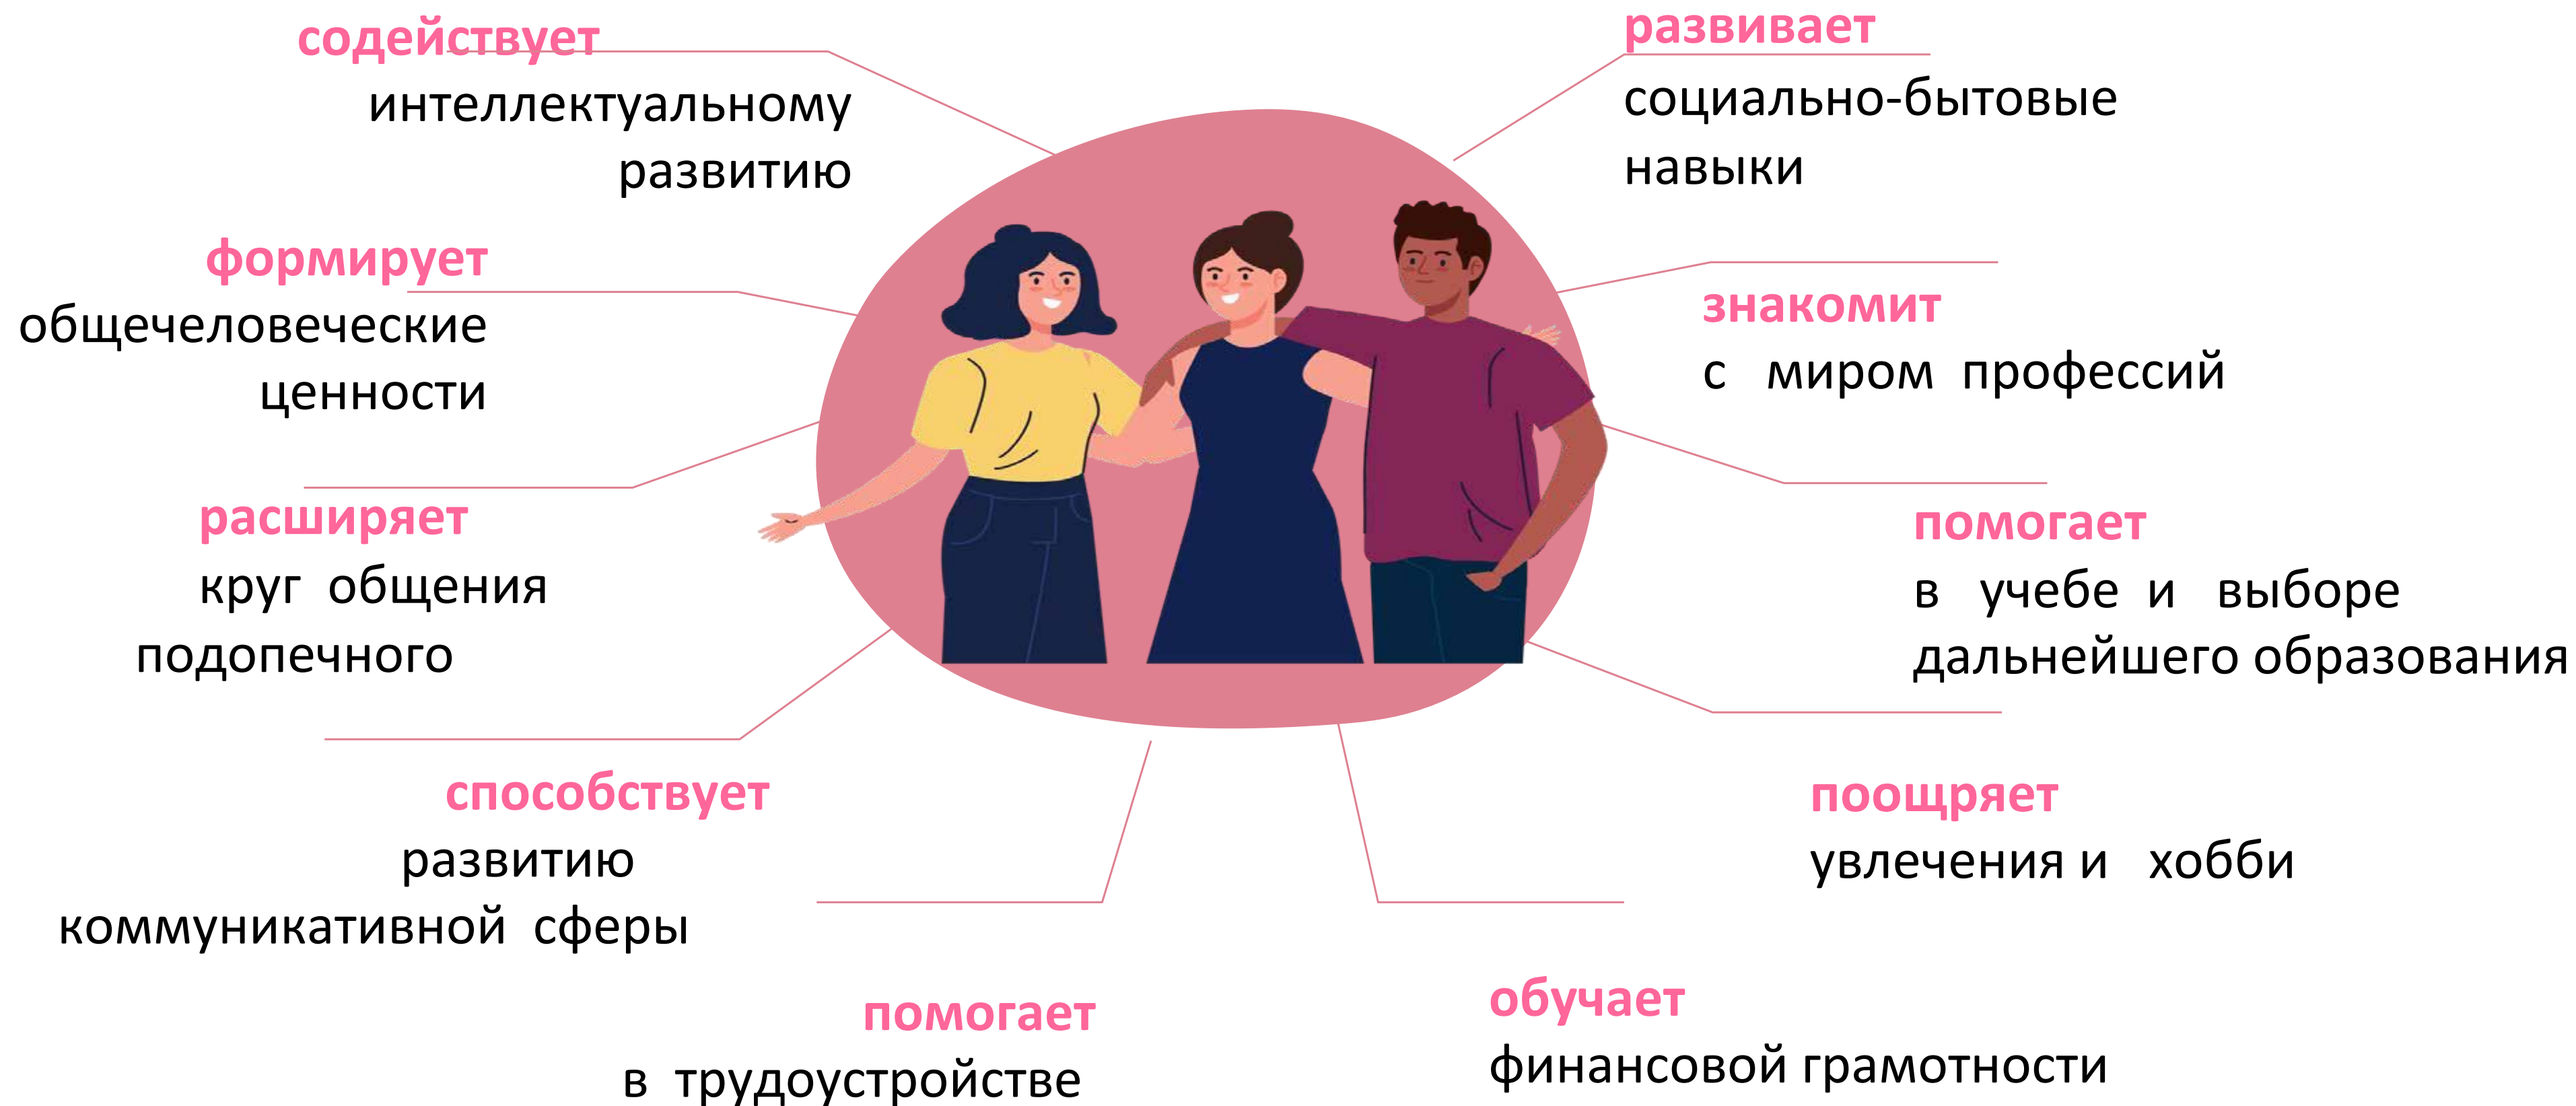 содействует
интеллектуальному
развитию
формирует
общечеловеческие
ценности
расширяет
круг общения
подопечного
способствует
развитию
коммуникативной сферы
помогает
в трудоустройстве
развивает
социально-бытовые
навыки
знакомит
с миром профессий
помогает
в учебе и выборе
дальнейшего образования
поощряет
увлечения и хобби
обучает
финансовой грамотности